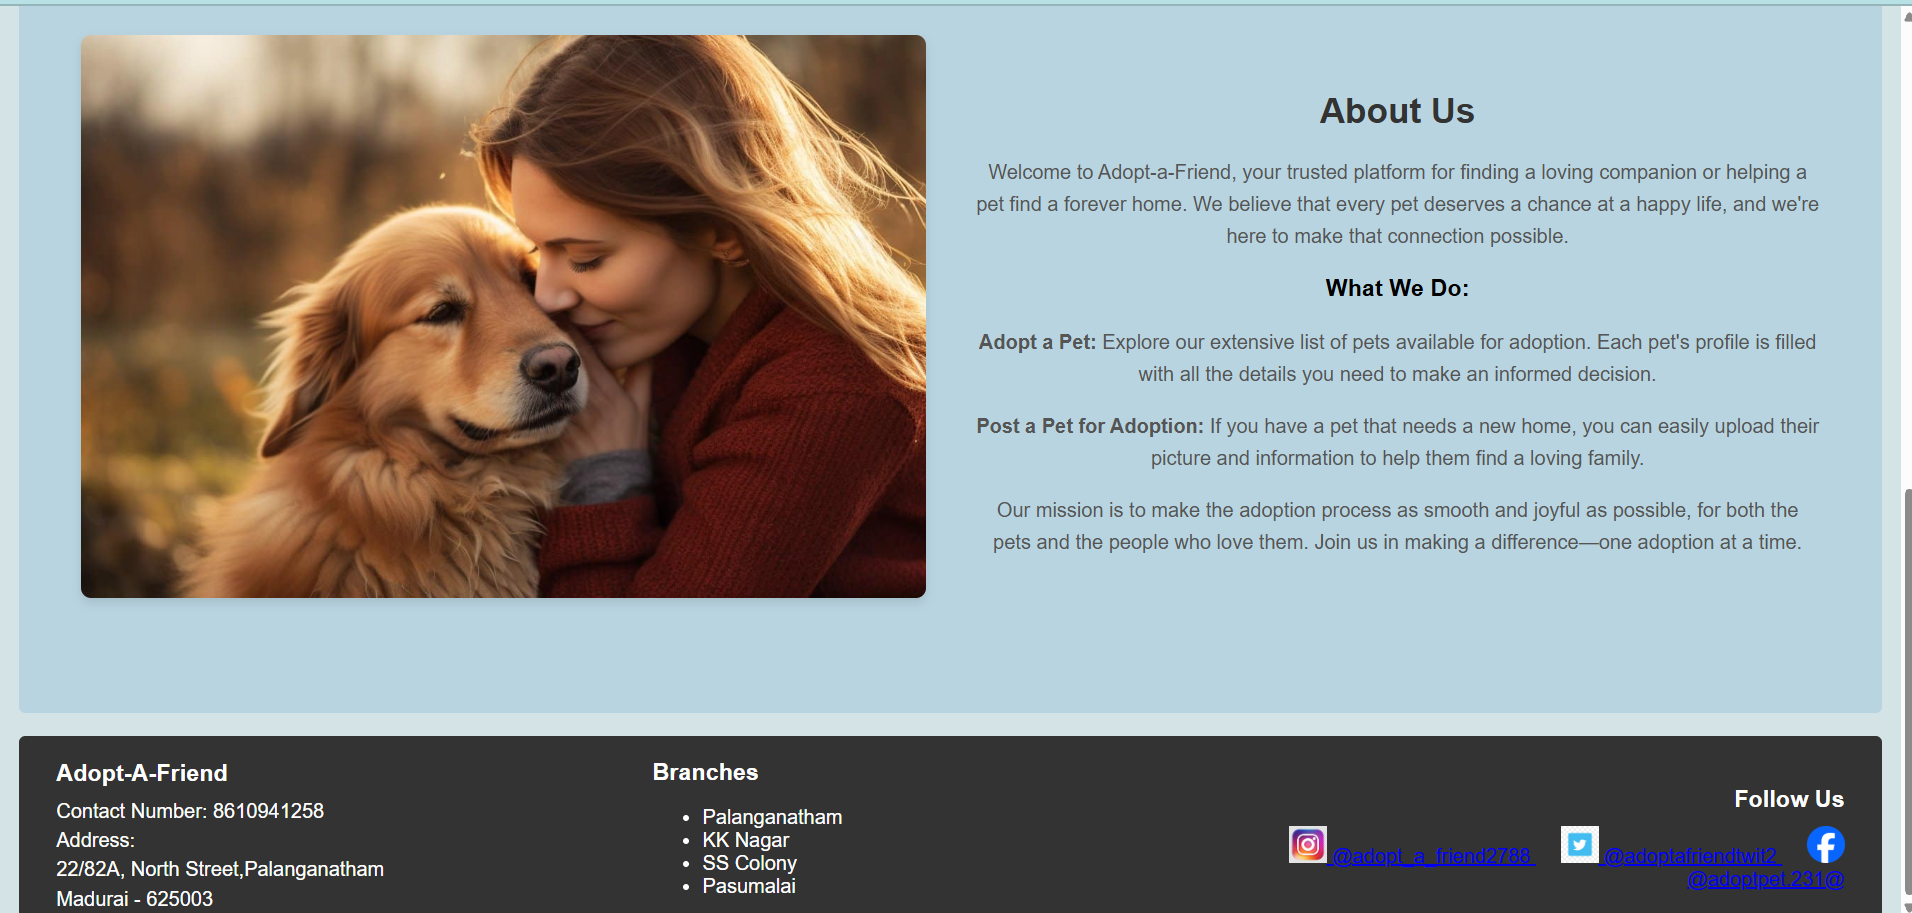 About Us
Welcome to Adopt-a-Friend, your trusted platform for finding a loving companion or helping a
pet find a forever home. We believe that every pet deserves a chance at a happy life, and we're
here to make that connection possible.
What We Do:
Adopt a Pet: Explore our extensive list of pets available for adoption. Each pet's profile is filled
with all the details you need to make an informed decision.
Post a Pet for Adoption: If you have a pet that needs a new home, you can easily upload their
picture and information to help them find a loving family.
Our mission is to make the adoption process as smooth and joyful as possible, for both the
pets and the people who love them. Join us in making a difference—one adoption at a time.
Adopt-A-Friend
Contact Number: 8610941258
Address:
22/82A, North Street,Palanganatham
Madurai - 625003
Branches
Palanganatham
KK Nagar
SS Colony
Pasumalai
Follow Us
@adopt_a_friend2788 @adoptafriendtwit2
@adoptpet.231@